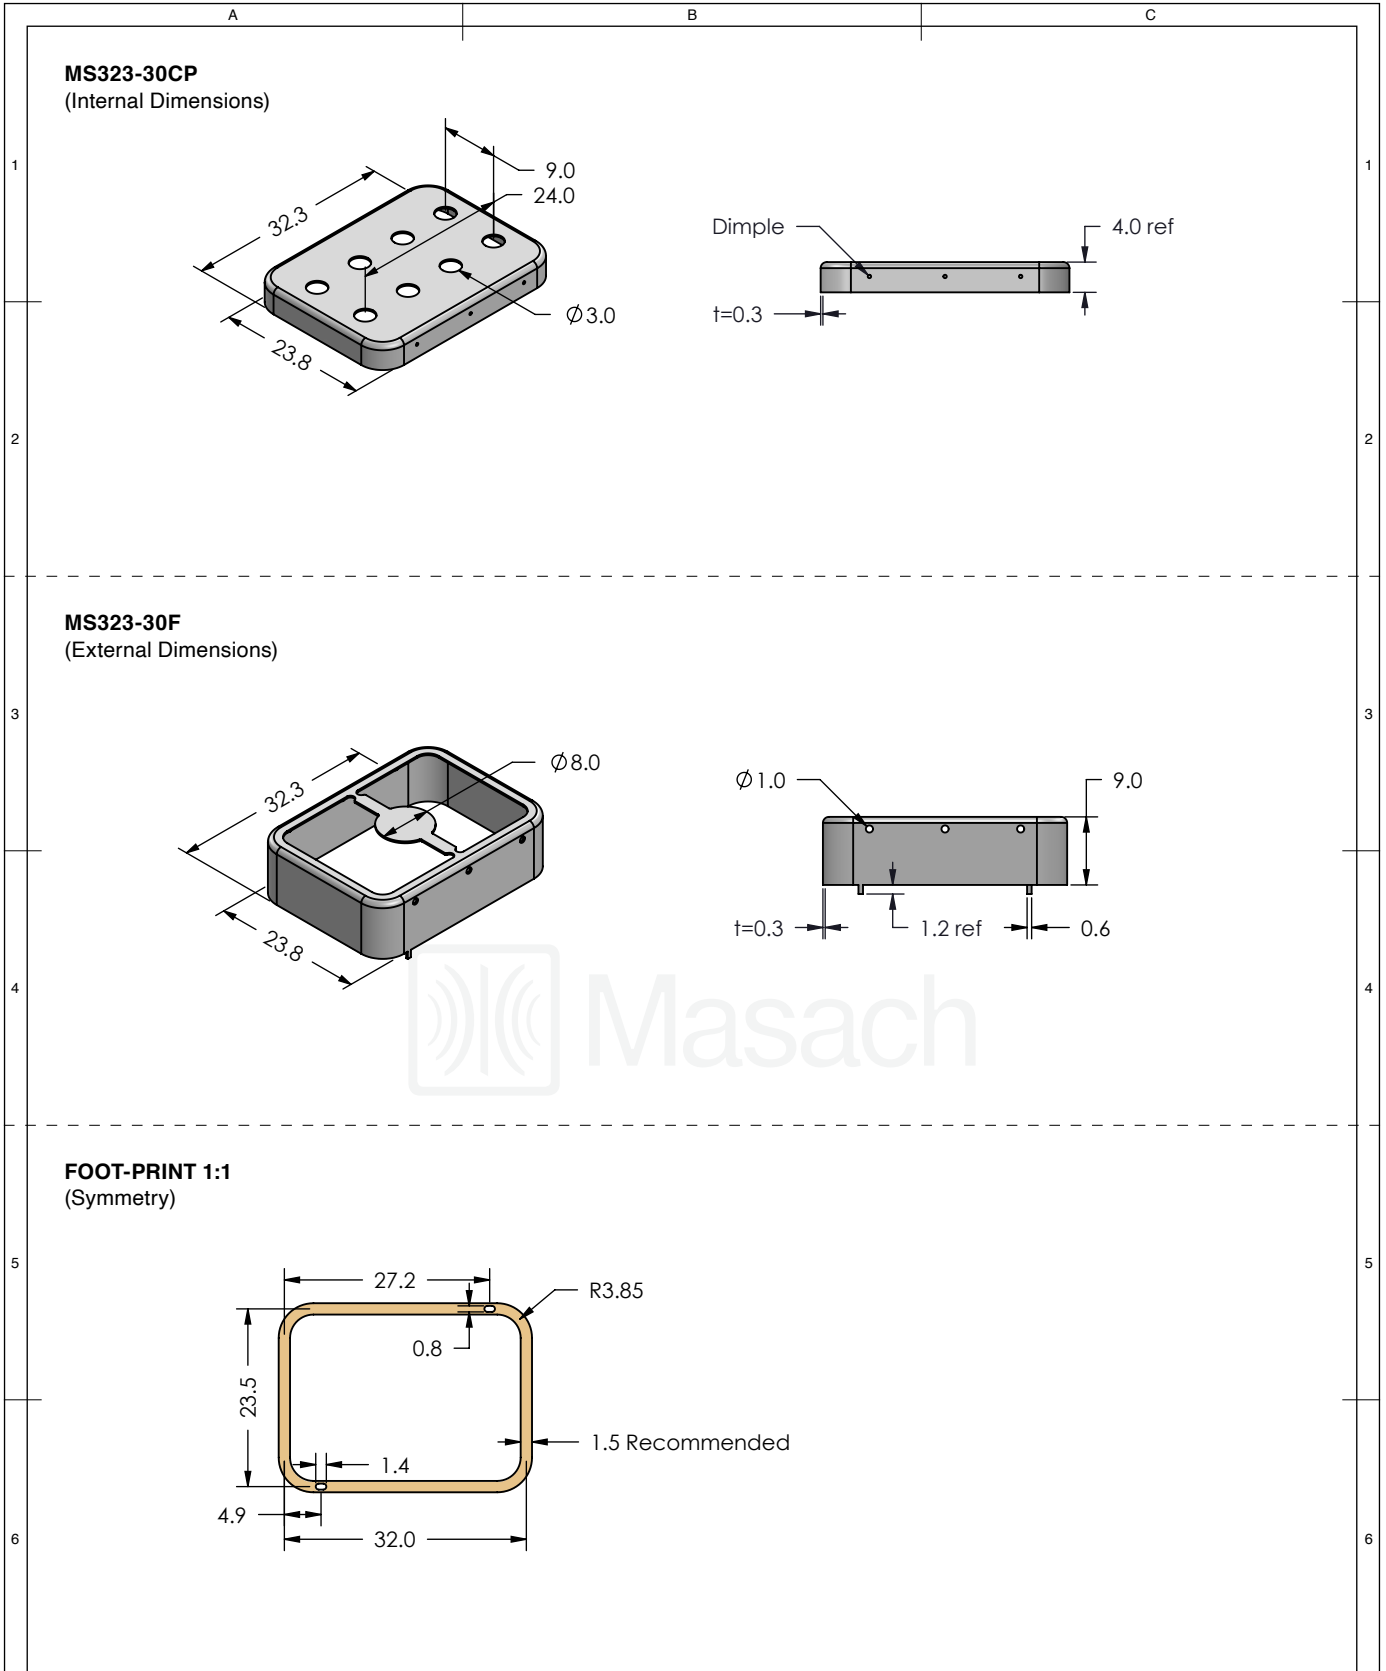 A B C
MS323-30CP
(Internal Dimensions)
1 1
9.0
24.0
32.3
Dimple
4.0 ref
Ø3.0
t=0.3
23.8
2 2
MS323-30F
(External Dimensions)
3 3
Ø8.0
Ø1.0
9.0
32.3
t=0.3
1.2 ref
0.6
23.8
4 4
Masach
FOOT-PRINT 1:1
(Symmetry)
5 5
27.2
R3.85
0.8
23.5
1.5 Recommended
1.4
4.9
32.0
6 6